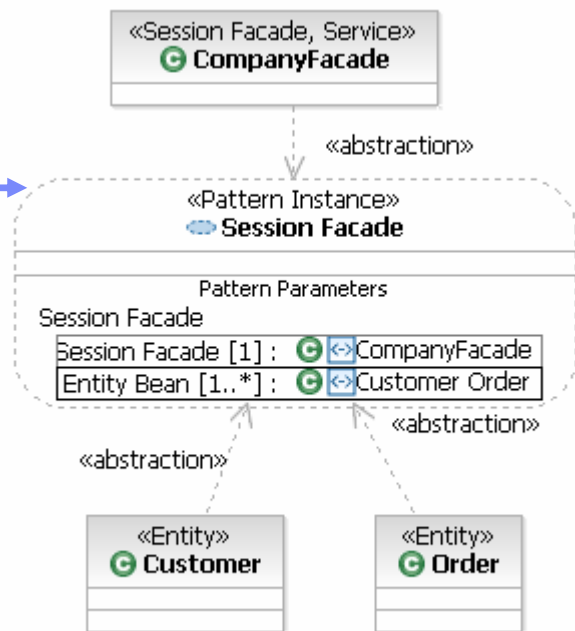 «Session Facade, Service»
CompanyFacade
«abstraction»
«Pattern Instance»
Session Facade
Pattern Parameters
Session Facade
Session Facade [1] : CompanyFacade
Entity Bean [1..*] : Customer Order
«abstraction»
«abstraction»
«Entity»
Customer
«Entity»
Order